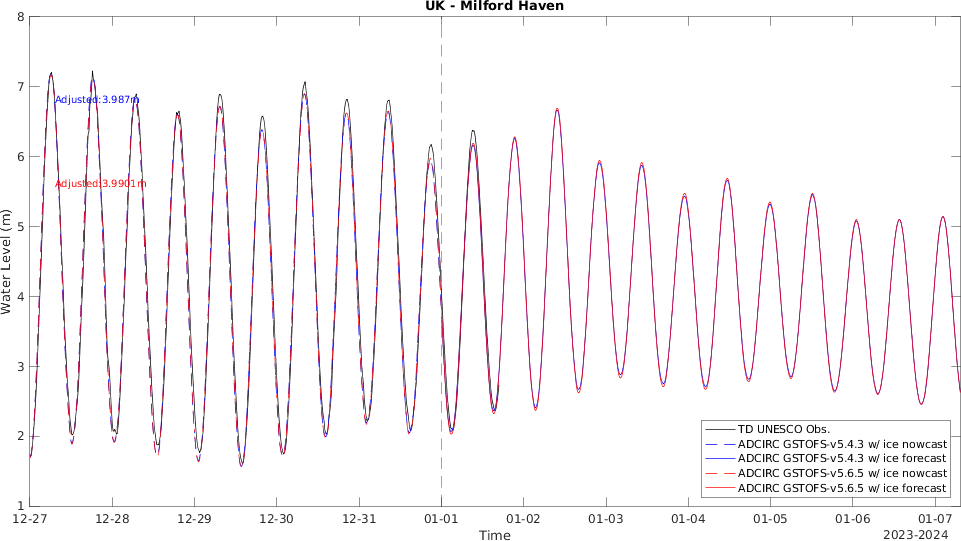 UK - Milford Haven
8
7
6
5
4
3
2
1
Water Level (m)
Adjusted:3.987m
Adjusted:3.9901m
TD UNESCO Obs.
ADCIRC GSTOFS-v5.4.3 w/ ice nowcast
ADCIRC GSTOFS-v5.4.3 w/ ice forecast
ADCIRC GSTOFS-v5.6.5 w/ ice nowcast
ADCIRC GSTOFS-v5.6.5 w/ ice forecast
12-27 12-28 12-29 12-30 12-31 01-01 01-02 01-03 01-04 01-05 01-06 01-07
Time
2023-2024